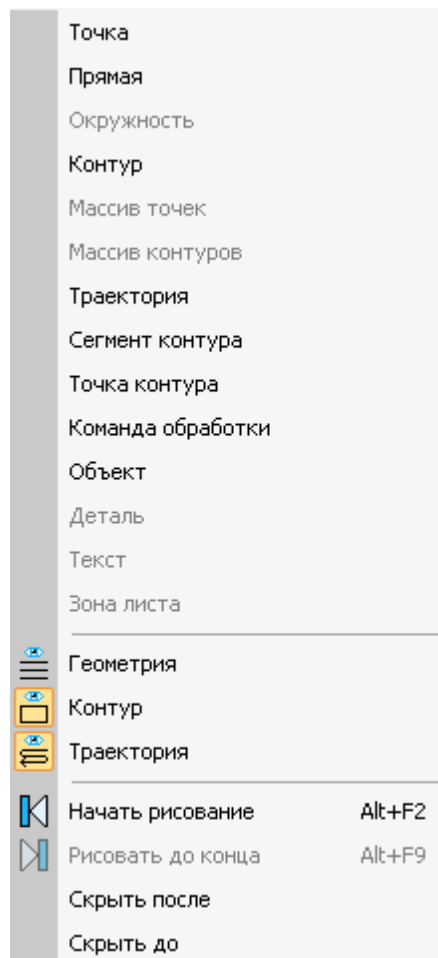 Точка
Прямая
Окружность
Контур
Массив точек
Массив контуров
Траектория
Сегмент контура
Точка контура
Команда обработки
Объект
Деталь
Текст
Зона листа
Геометрия
Контур
Траектория
Начать рисование Alt+F2
Рисовать до конца Alt+F9
Скрыть после
Скрыть до